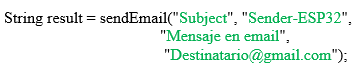 String result = sendEmail("Subject", "Sender-ESP32",
"Mensaje en email",
"Destinatario@gmail.com");